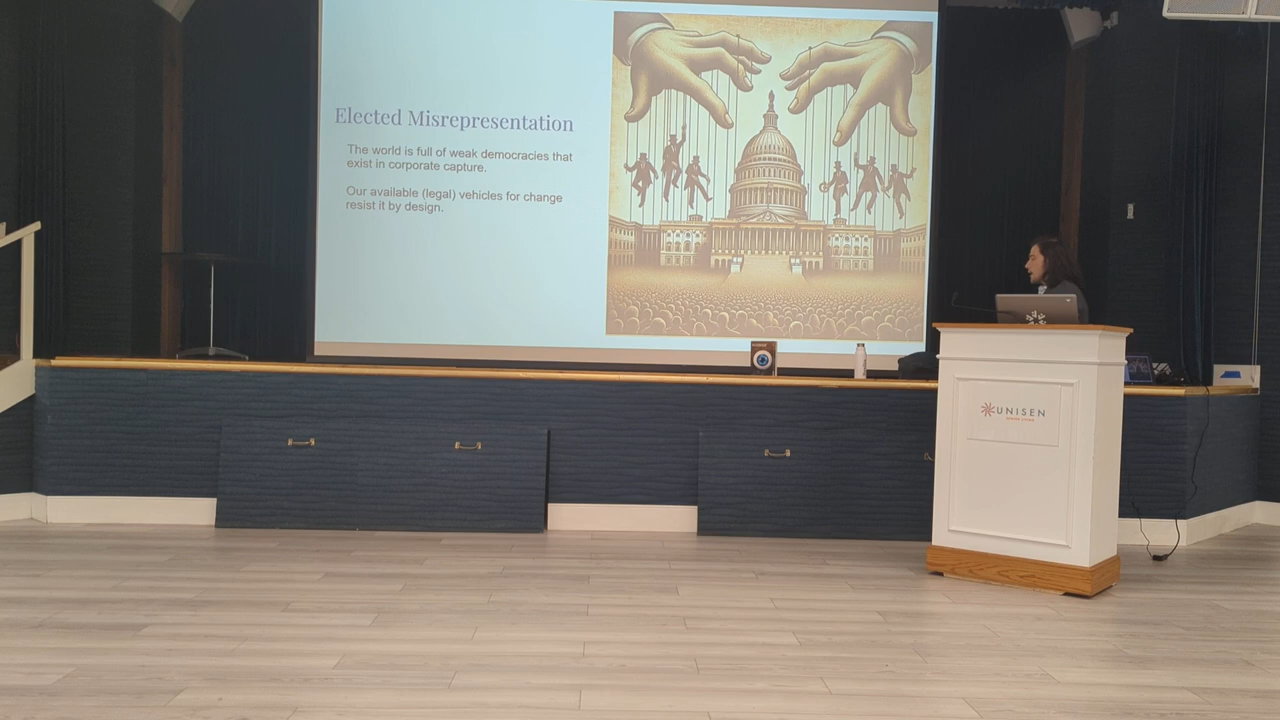 Elected Misrepresentation
The world is full of weak democracies that
exist in corporate capture.
Our available (legal) vehicles for change
resist it by design.
UNISEN